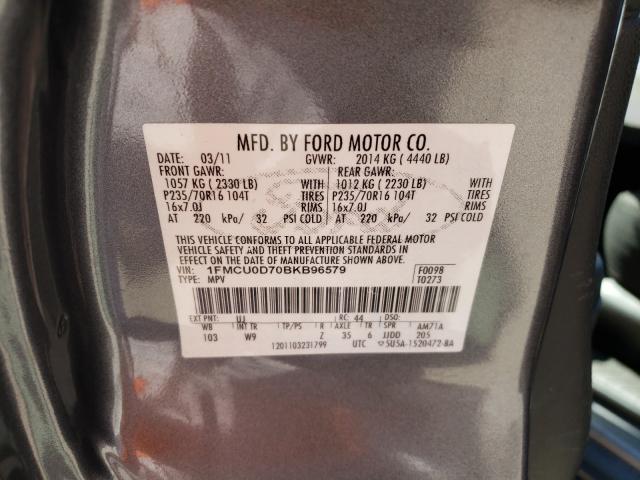 MFD. BY FORD MOTOR CO.
DATE: 03/11 GVWR: 2014 KG ( 4440 LB)
FRONT GAWR: REAR GAWR:
1057 KG ( 2330 LB) WITH 1012 KG ( 2230 LB) WITH
P235/70R16 104T TIRES P235/70R16 104T TIRES
16x7.0J RIMS 16x7.0J RIMS
AT 220 kPa/ 32 PSI COLD AT 220 kPa/ 32 PSI COLD
THIS VEHICLE CONFORMS TO ALL APPLICABLE FEDERAL MOTOR
VEHICLE SAFETY AND THEFT PREVENTION STANDARDS IN
EFFECT ON THE DATE OF MANUFACTURE SHOWN ABOVE.
VIN: 1FMCU0D70BKB96579 F0098
TYPE: MPV T0273
EXT PNT: UJ RC: 44 DSO:
WB INT TR TP/PS R AXLE TR SPR AM71A
103 W9 Z 35 6 JJDD 205
1201103231799 UTC 5U5A-1520472-BA